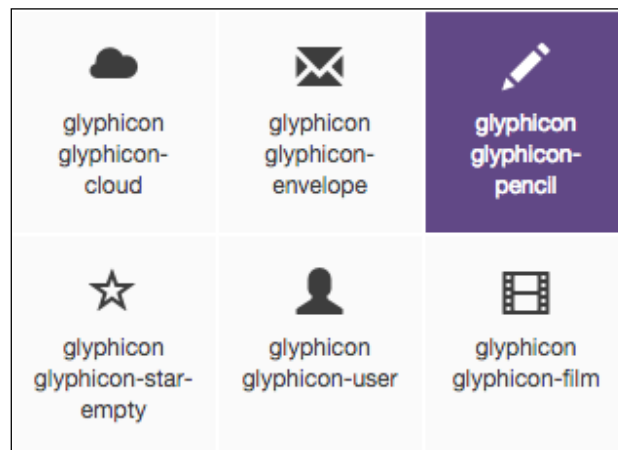 glyphicon
glyphicon-
cloud
glyphicon
glyphicon-
envelope
glyphicon
glyphicon-
pencil
glyphicon
glyphicon-star-
empty
glyphicon
glyphicon-user
glyphicon
glyphicon-film